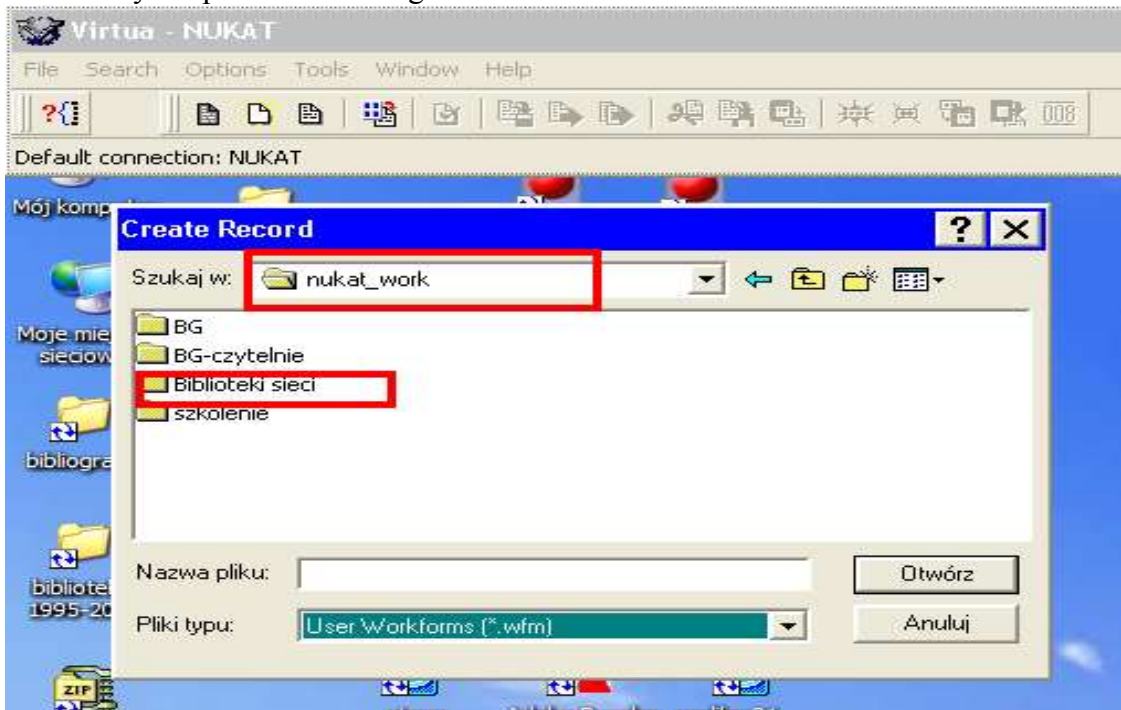 Virtua - NUKAT
File Search Options Tools Window Help
?{} 008
Default connection: NUKAT
Mój komp
Create Record ? X
Szukaj w: nukat_work
BG
BG-czytelnie
Biblioteki sieci
szkolenie
Moje mie
sieciow
bibliogra
bibliotel
1995-20
Nazwa pliku: Otwórz
Pliki typu: User Workforms (*.wfm) Anuluj
ZIP